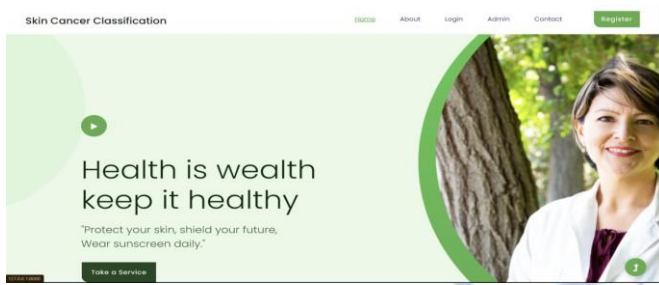 Skin Cancer Classification
Home About Login Admin Contact Register
Health is wealth
keep it healthy
"Protect your skin, shield your future,
Wear sunscreen daily."
Take a Service